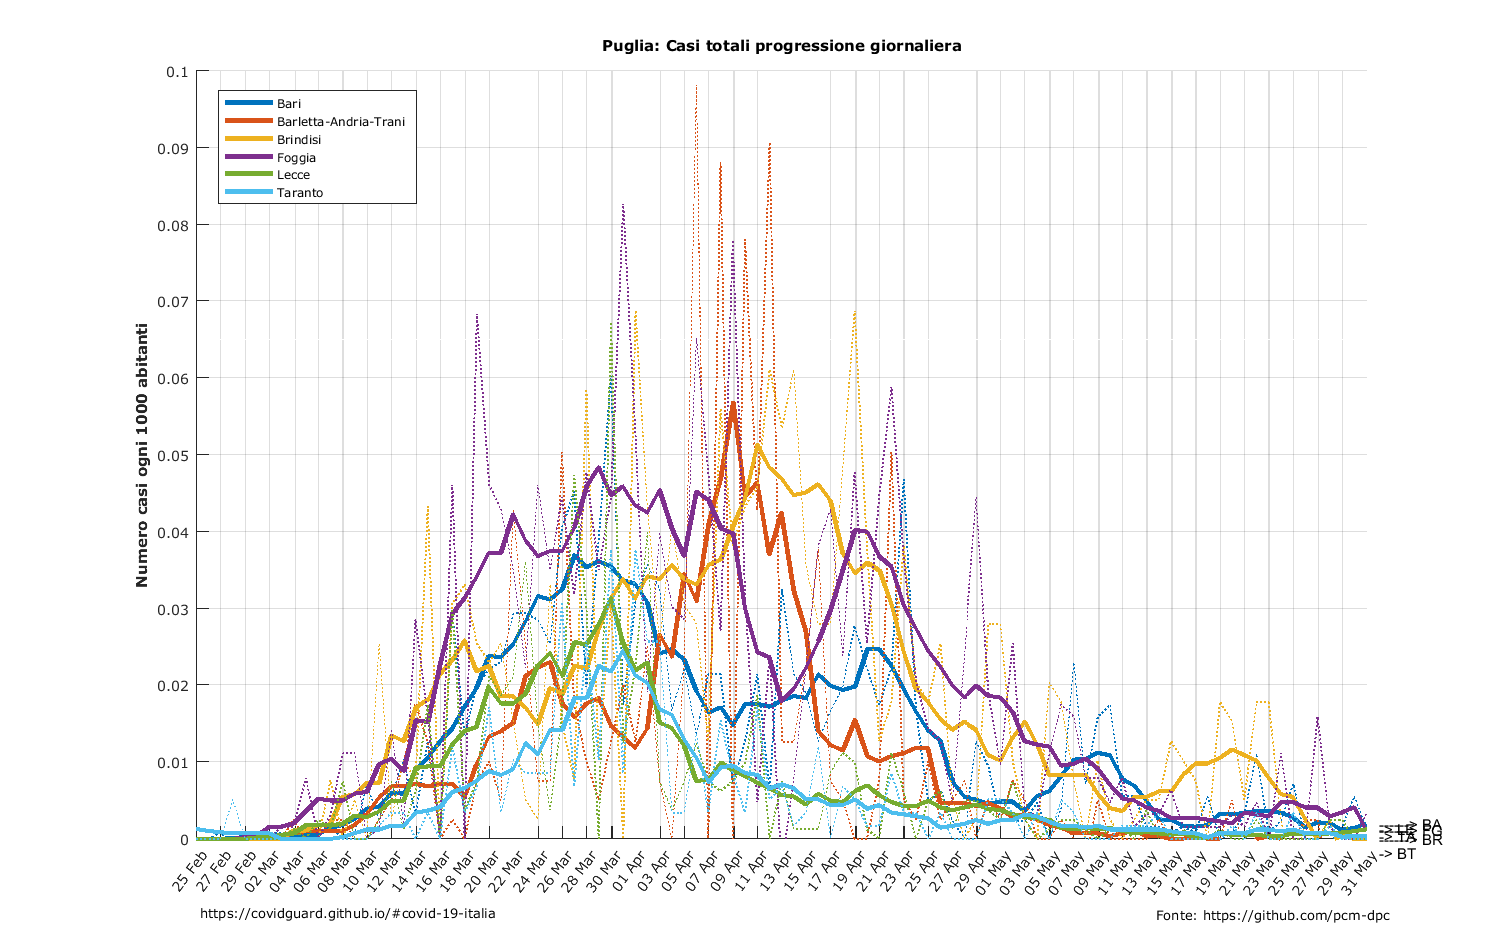 Puglia: Casi totali progressione giornaliera
Numero casi ogni 1000 abitanti
0.1
0.09
0.08
0.07
0.06
0.05
0.04
0.03
0.02
0.01
0
Bari
Barletta-Andria-Trani
Brindisi
Foggia
Lecce
Taranto
25 Feb
27 Feb
29 Feb
02 Mar
04 Mar
06 Mar
08 Mar
10 Mar
12 Mar
14 Mar
16 Mar
18 Mar
20 Mar
22 Mar
24 Mar
26 Mar
28 Mar
30 Mar
01 Apr
03 Apr
05 Apr
07 Apr
09 Apr
11 Apr
13 Apr
15 Apr
17 Apr
19 Apr
21 Apr
23 Apr
25 Apr
27 Apr
29 Apr
01 May
03 May
05 May
07 May
09 May
11 May
13 May
15 May
17 May
19 May
21 May
23 May
25 May
27 May
29 May
31 May
-> BA
-> BR
-> BT
https://covidguard.github.io/#covid-19-italia
Fonte: https://github.com/pcm-dpc